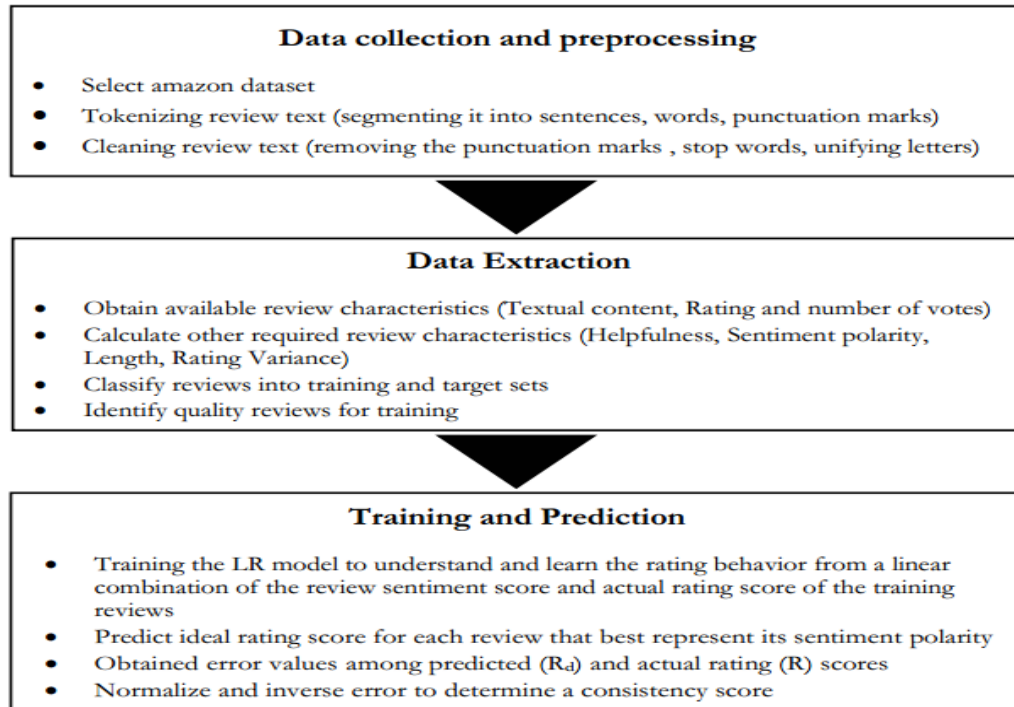 Data collection and preprocessing
• Select amazon dataset
• Tokenizing review text (segmenting it into sentences, words, punctuation marks)
• Cleaning review text (removing the punctuation marks , stop words, unifying letters)
Data Extraction
• Obtain available review characteristics (Textual content, Rating and number of votes)
• Calculate other required review characteristics (Helpfulness, Sentiment polarity,
Length, Rating Variance)
• Classify reviews into training and target sets
• Identify quality reviews for training
Training and Prediction
• Training the LR model to understand and learn the rating behavior from a linear
combination of the review sentiment score and actual rating score of the training
reviews
• Predict ideal rating score for each review that best represent its sentiment polarity
• Obtained error values among predicted (Rd) and actual rating (R) scores
• Normalize and inverse error to determine a consistency score